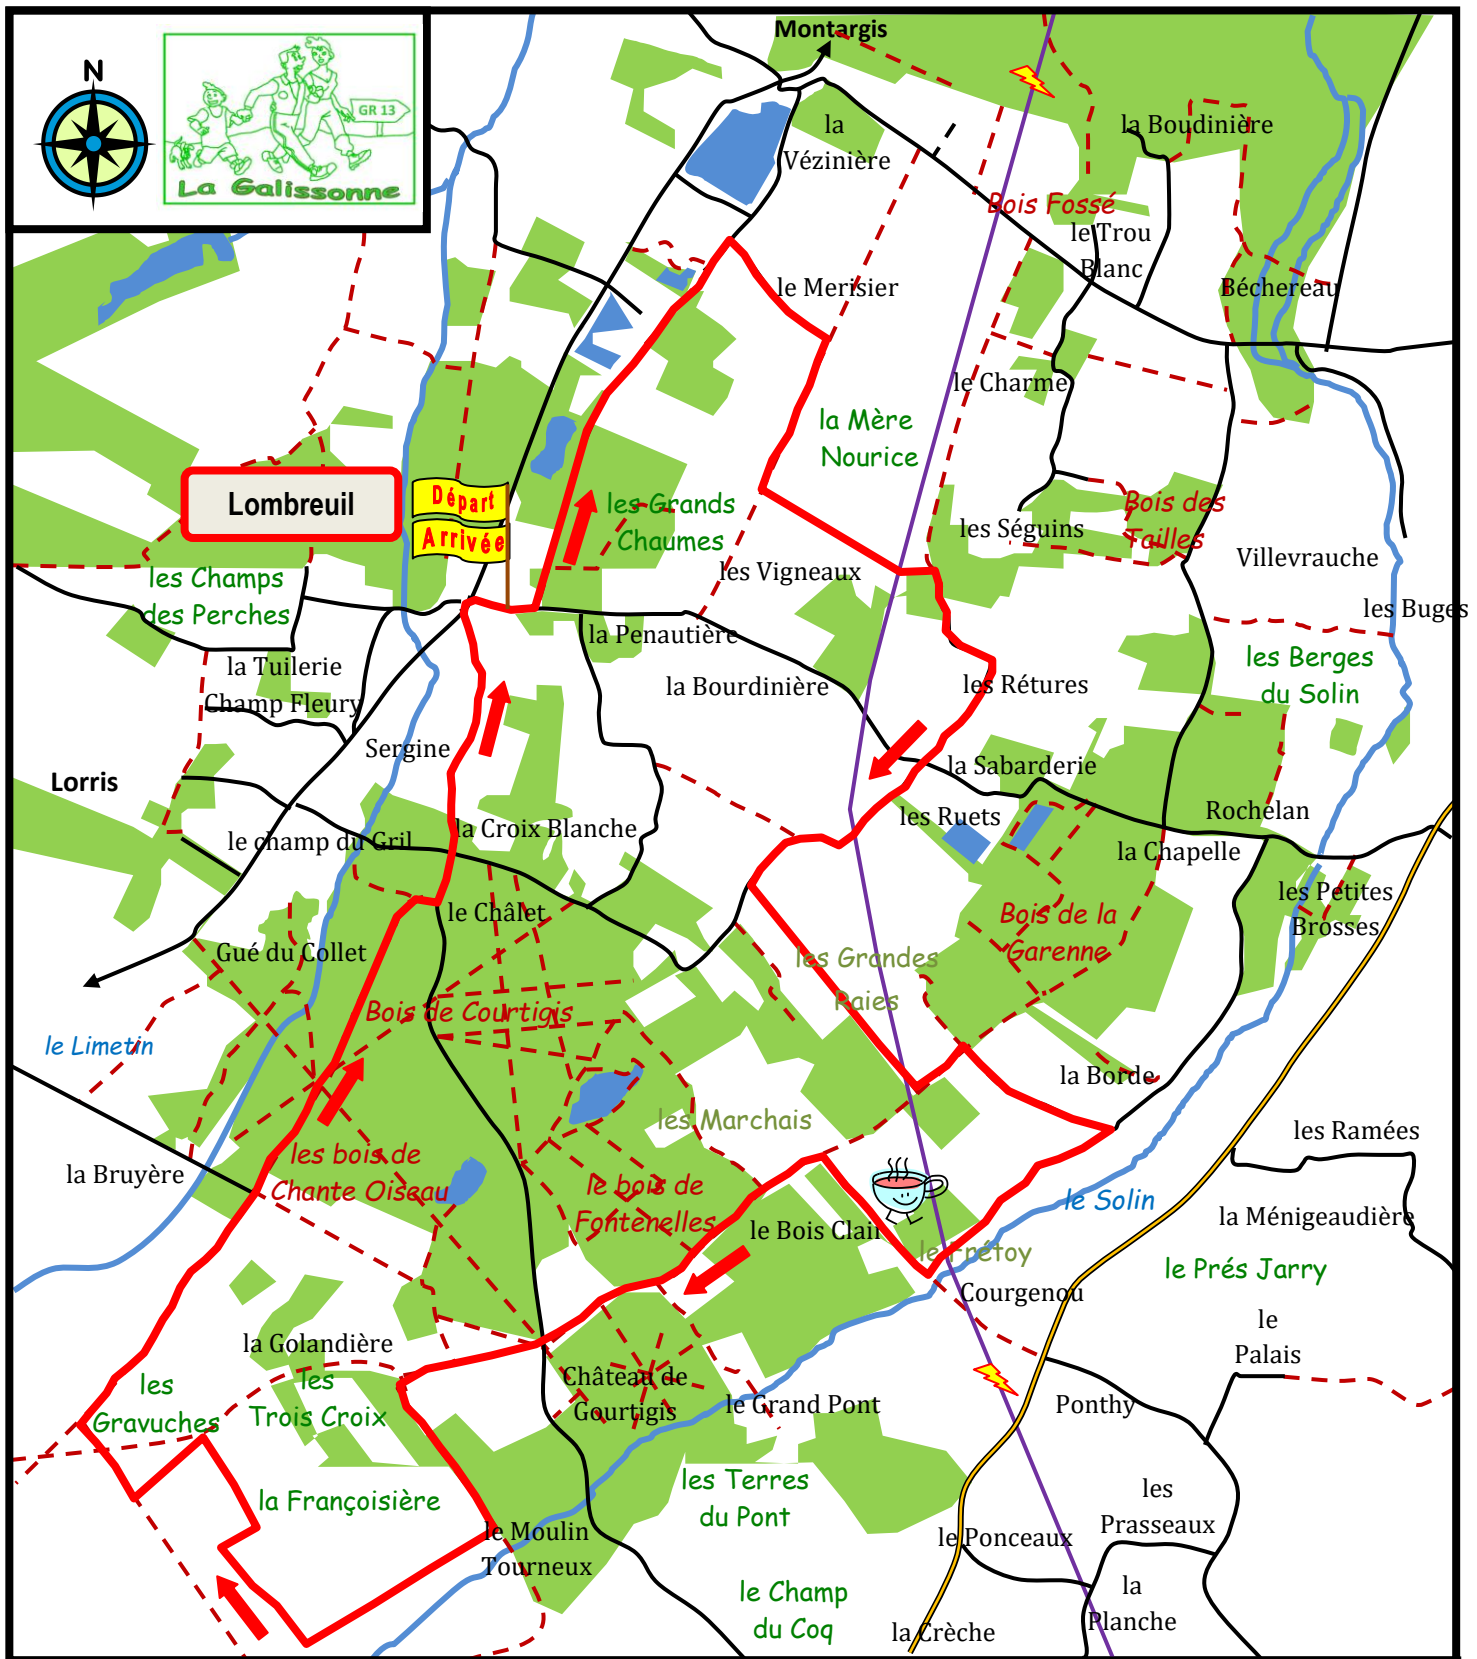 Montargis
N
GR 13
La Galissonne
la
Vézinière
la Boudinière
Bois Fossé
le Trou
Blanc
le Merisier
Béchereau
le Charme
la Mère
Nourice
Lombreuil
Départ
Arrivée
les Grands
Chaumes
les Séguins
Bois des
Tailles
Villevrauche
les Champs
des Perches
les Vigneaux
les Buges
la Penautière
la Tuilerie
Champ Fleury
la Bourdinière
les Rétures
les Berges
du Solin
Sergine
Lorris
la Sabarderie
les Ruets
Rochelan
le champ du Gril
la Croix Blanche
la Chapelle
les Petites
Brosses
le Châlet
Bois de la
Garenne
Gué du Collet
les Grandes
Raies
Bois de Courtigis
le Limetin
la Borde
les Marchais
les Ramées
la Bruyère
les bois de
Chante Oiseau
le bois de
Fontenelles
le Solin
le Bois Clair
la Ménigeaudière
le Frétoy
le Prés Jarry
Courgenou
la Golandière
le
Palais
les
Gravuches
les
Trois Croix
Château de
Gourtigis
le Grand Pont
Ponthy
la Françoisière
les Terres
du Pont
les
Prasseaux
le Moulin
Tourneux
le Ponceaux
le Champ
du Coq
la
Planche
la Crèche